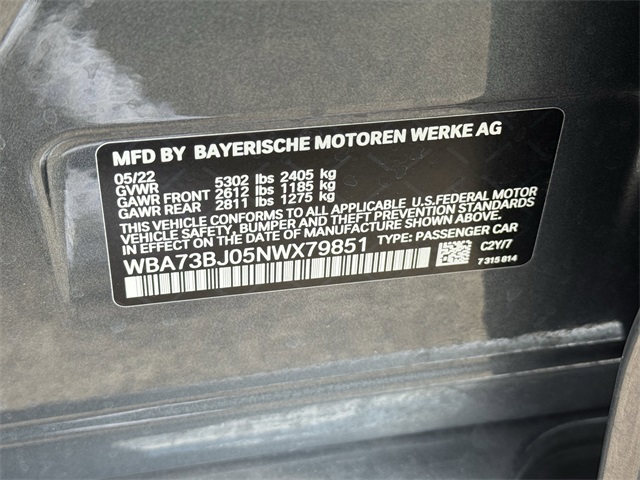 MFD BY BAYERISCHE MOTOREN WERKE AG
05/22
GVWR 5302 lbs 2405 kg
GAWR FRONT 2612 lbs 1185 kg
GAWR REAR 2811 lbs 1275 kg
THIS VEHICLE CONFORMS TO ALL APPLICABLE U.S.FEDERAL MOTOR
VEHICLE SAFETY, BUMPER, AND THEFT PREVENTION STANDARDS
IN EFFECT ON THE DATE OF MANUFACTURE SHOWN ABOVE.
WBA73BJ05NWX79851 TYPE: PASSENGER CAR
C2Y/7
7 315 814